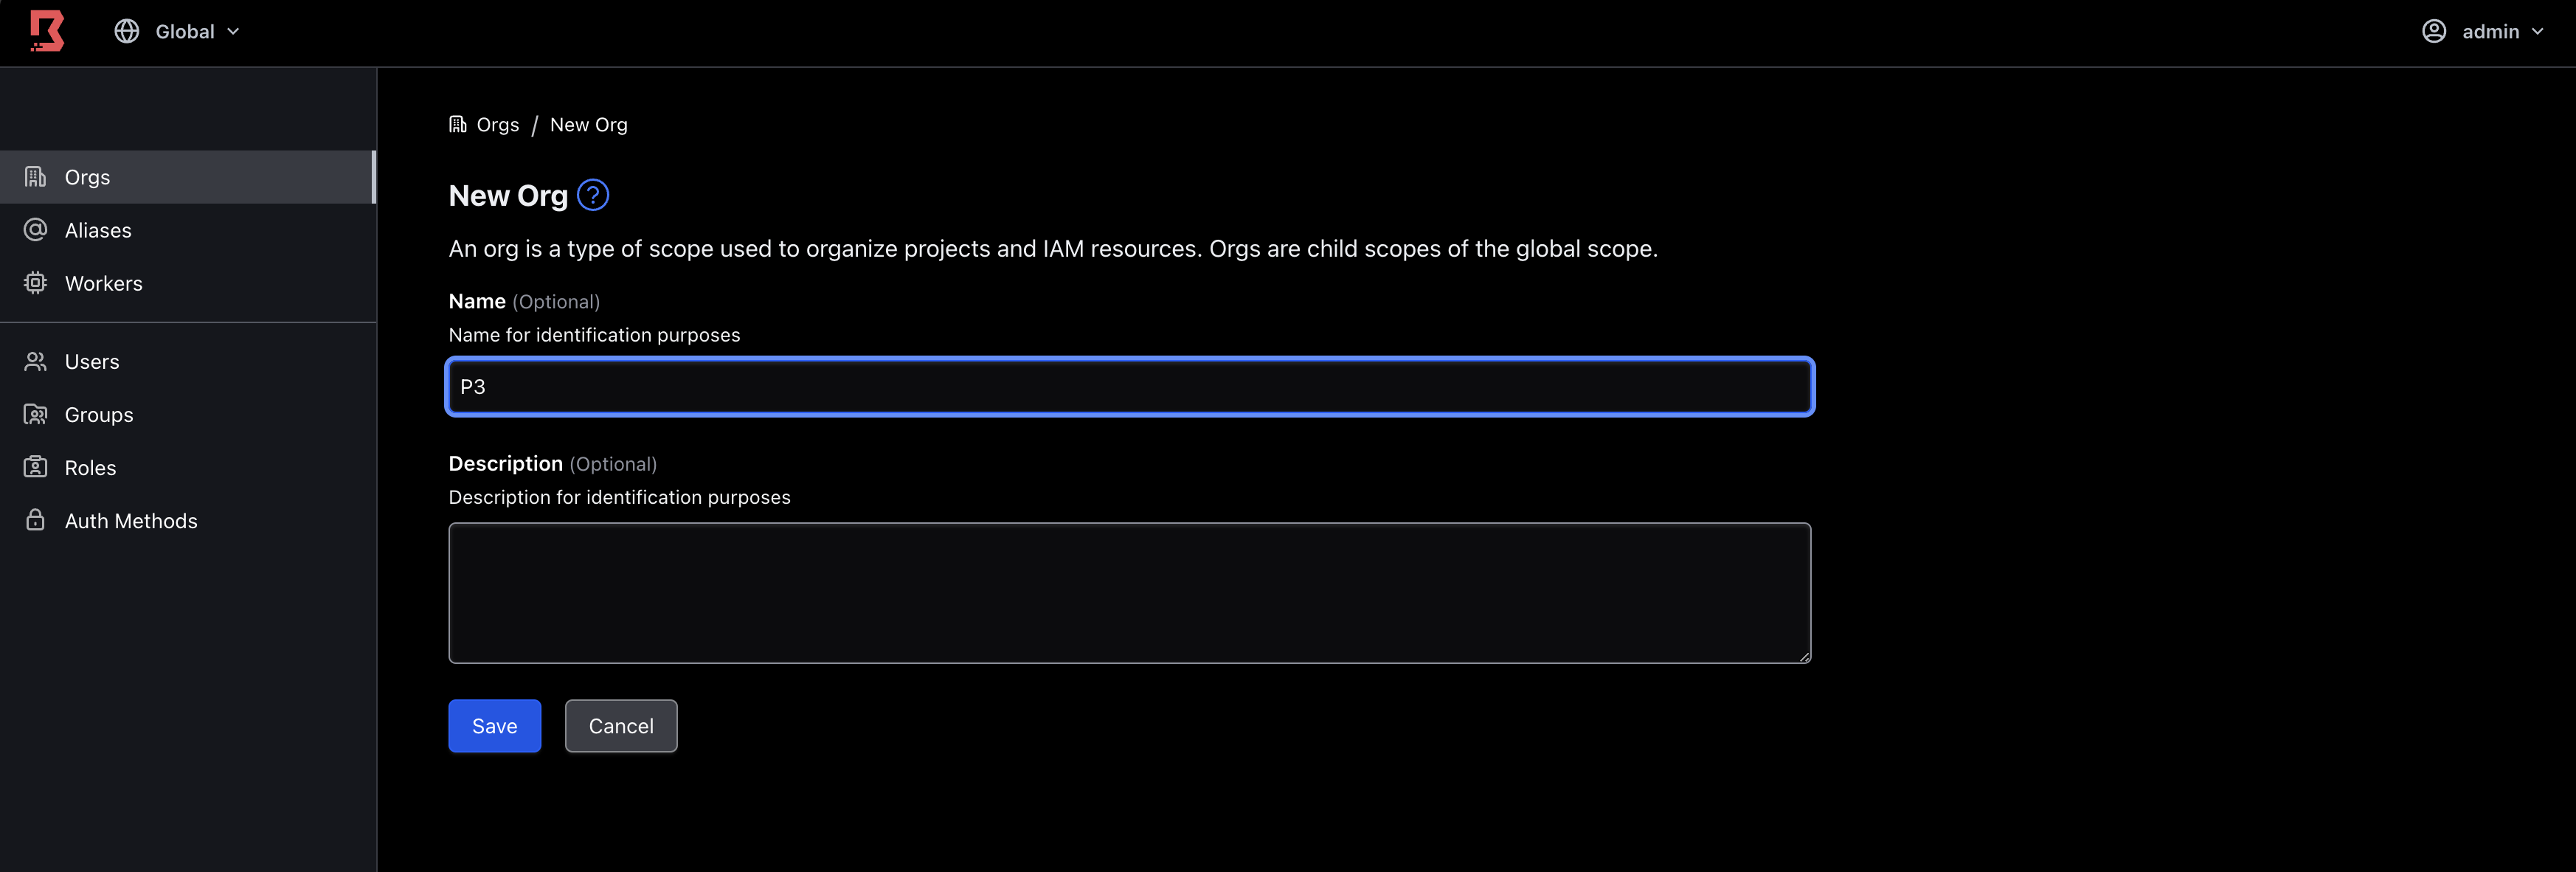 Global
admin
Orgs
Aliases
Workers
Users
Groups
Roles
Auth Methods
Orgs / New Org
New Org ?
An org is a type of scope used to organize projects and IAM resources. Orgs are child scopes of the global scope.
Name (Optional)
Name for identification purposes
P3
Description (Optional)
Description for identification purposes
Save
Cancel